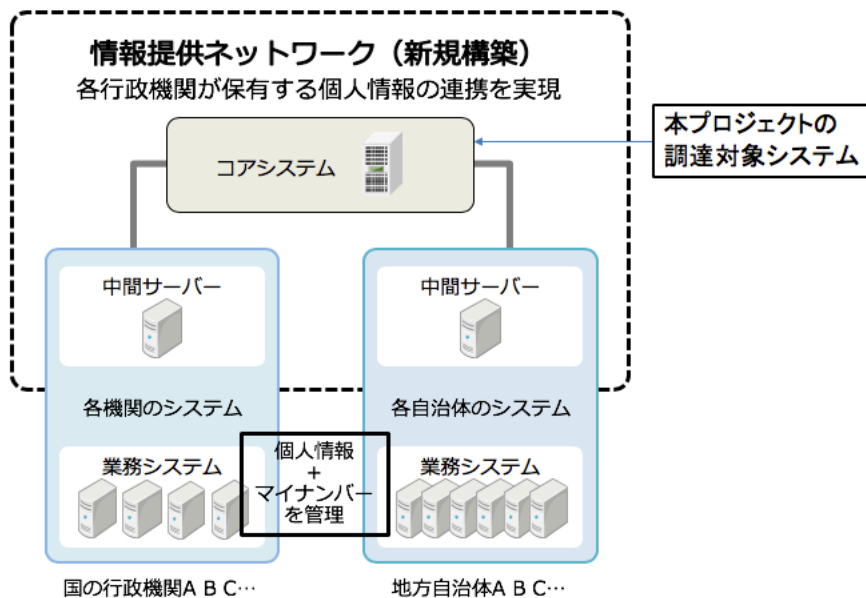 情報提供ネットワーク（新規構築）
各行政機関が保有する個人情報の連携を実現
コアシステム
本プロジェクトの
調達対象システム
中間サーバー
各機関のシステム
業務システム
中間サーバー
各自治体のシステム
業務システム
個人情報
+
マイナンバー
を管理
国の行政機関A B C…
地方自治体A B C…